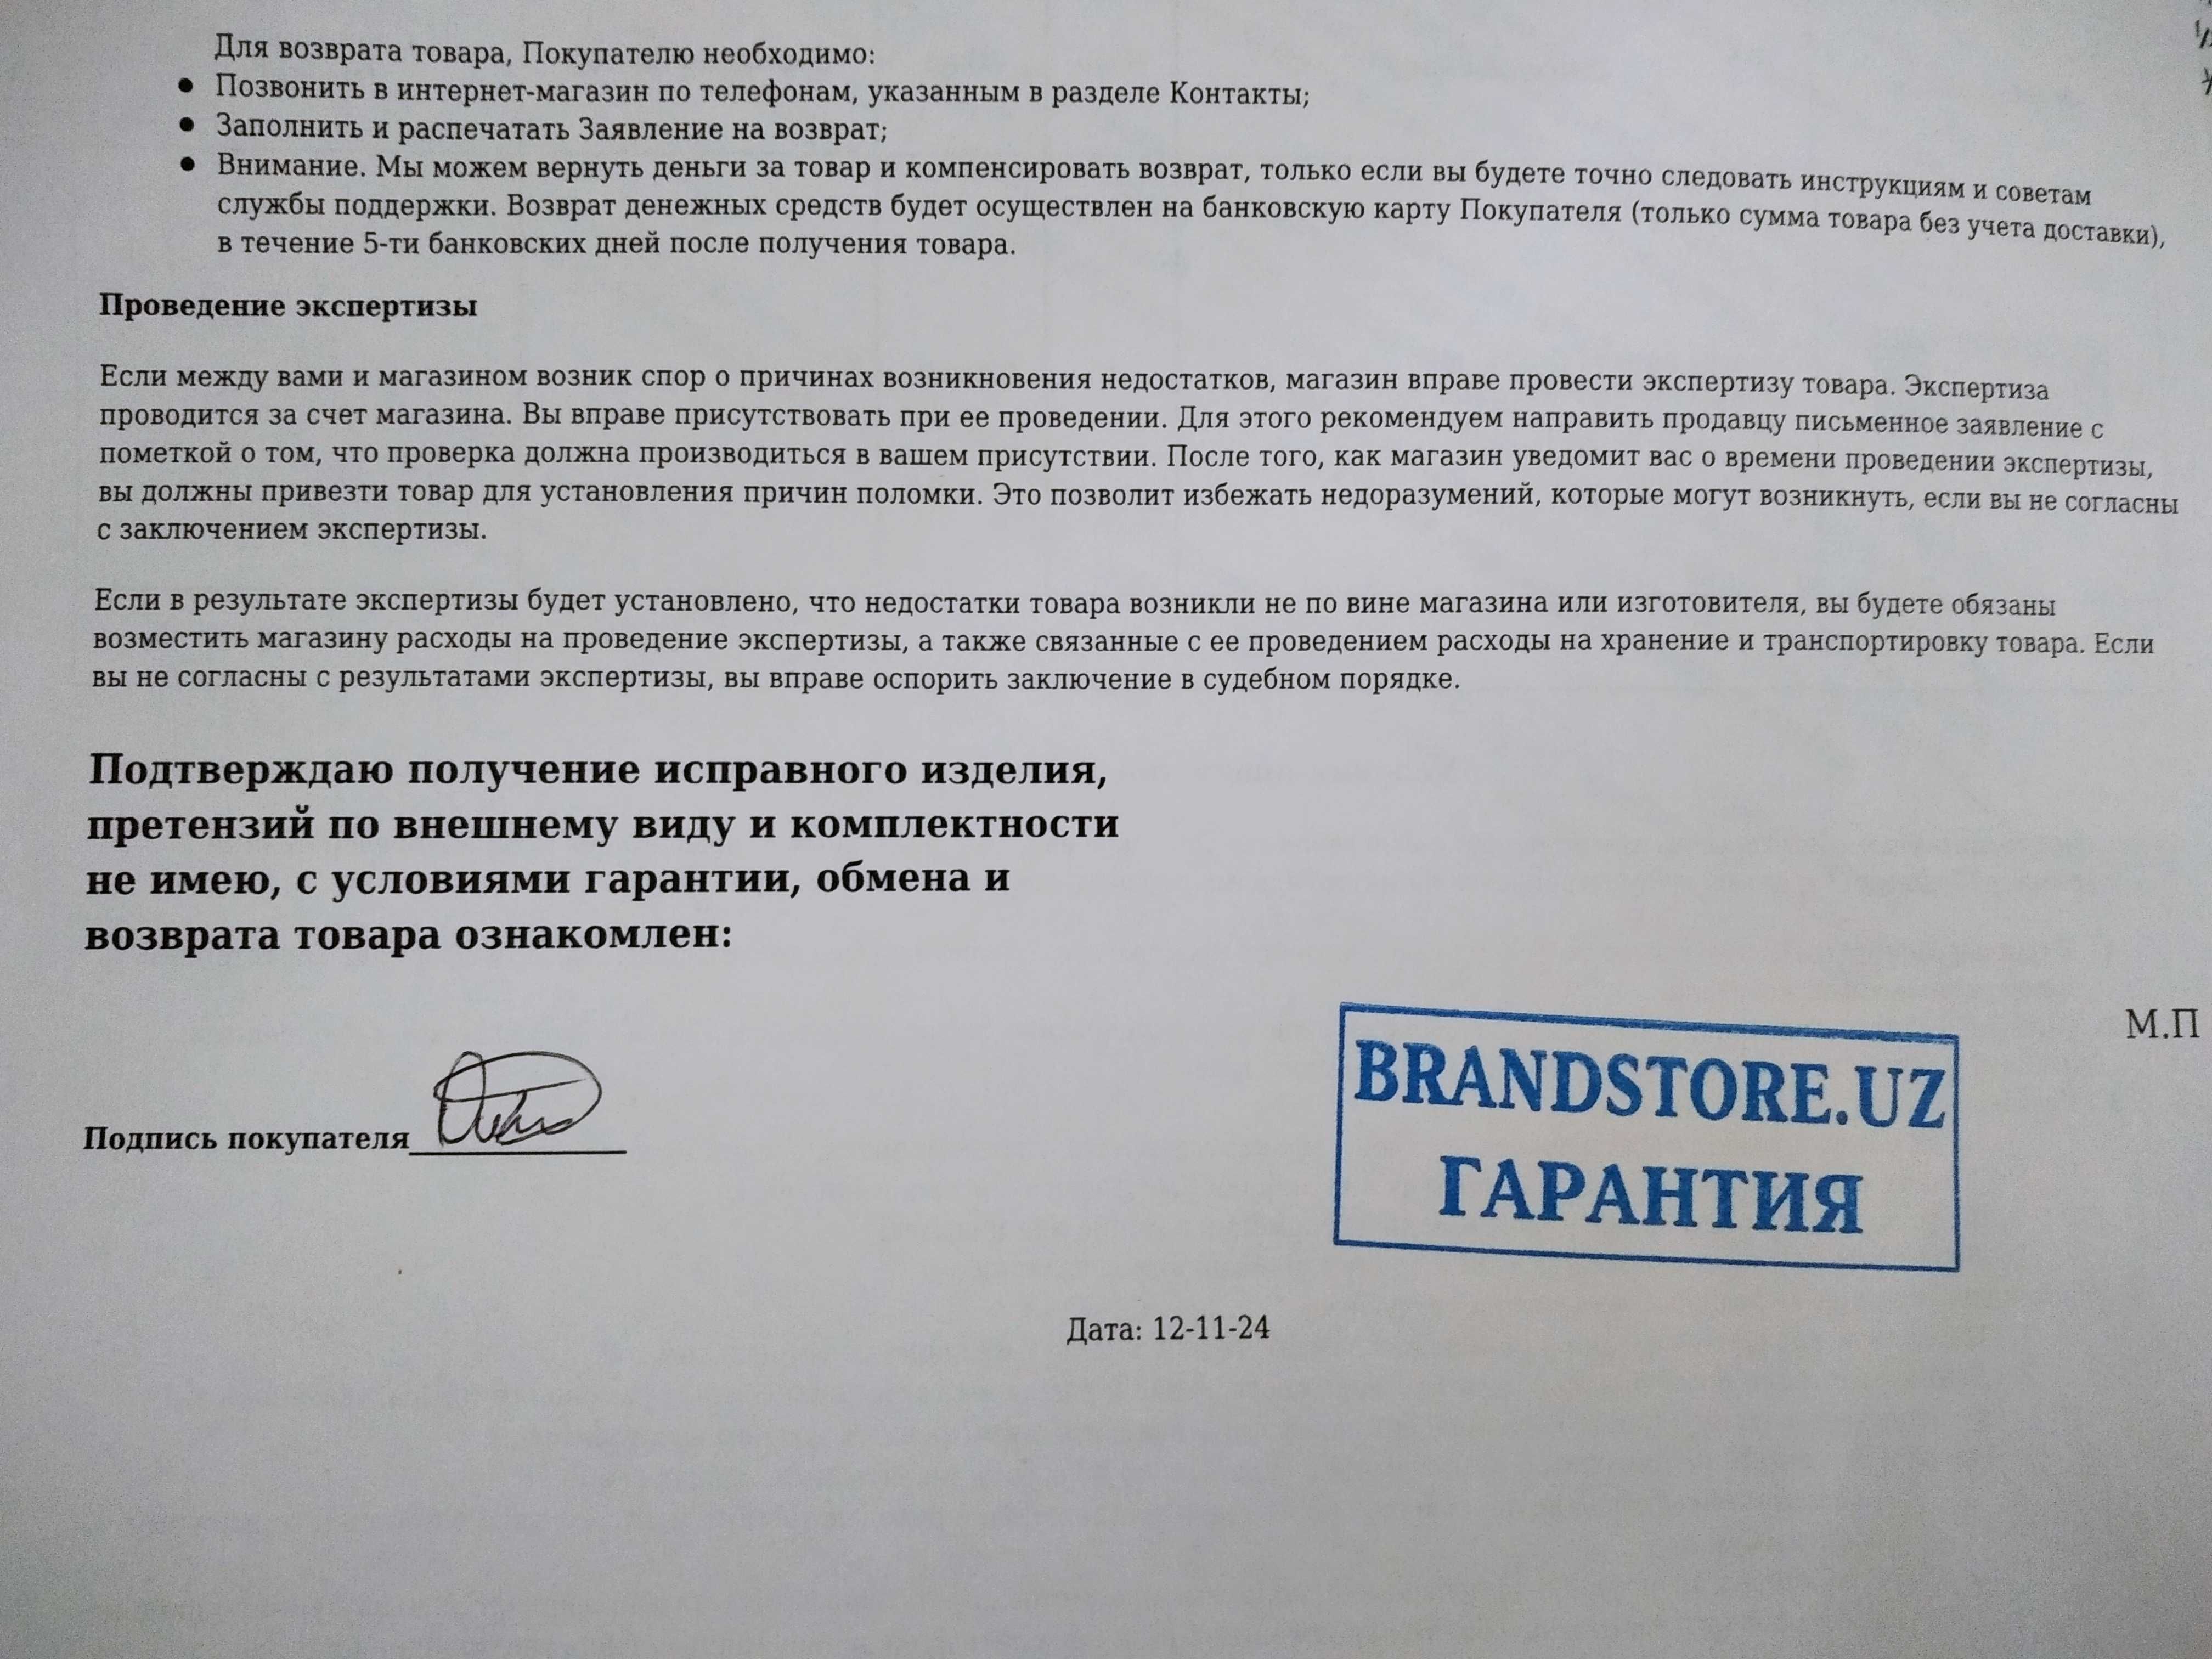 Для возврата товара, Покупателю необходимо:
● Позвонить в интернет-магазин по телефонам, указанным в разделе Контакты;
● Заполнить и распечатать Заявление на возврат;
● Внимание. Мы можем вернуть деньги за товар и компенсировать возврат, только если вы будете точно следовать инструкциям и советам
службы поддержки. Возврат денежных средств будет осуществлен на банковскую карту Покупателя (только сумма товара без учета доставки),
в течение 5-ти банковских дней после получения товара.
Проведение экспертизы
Если между вами и магазином возник спор о причинах возникновения недостатков, магазин вправе провести экспертизу товара. Экспертиза
проводится за счет магазина. Вы вправе присутствовать при ее проведении. Для этого рекомендуем направить продавцу письменное заявление с
пометкой о том, что проверка должна производиться в вашем присутствии. После того, как магазин уведомит вас о времени проведении экспертизы,
вы должны привезти товар для установления причин поломки. Это позволит избежать недоразумений, которые могут возникнуть, если вы не согласны
с заключением экспертизы.
Если в результате экспертизы будет установлено, что недостатки товара возникли не по вине магазина или изготовителя, вы будете обязаны
возместить магазину расходы на проведение экспертизы, а также связанные с ее проведением расходы на хранение и транспортировку товара. Если
вы не согласны с результатами экспертизы, вы вправе оспорить заключение в судебном порядке.
Подтверждаю получение исправного изделия,
претензий по внешнему виду и комплектности
не имею, с условиями гарантии, обмена и
возврата товара ознакомлен:
М.П
BRANDSTORE.UZ
ГАРАНТИЯ
Подпись покупателя
Дата: 12-11-24